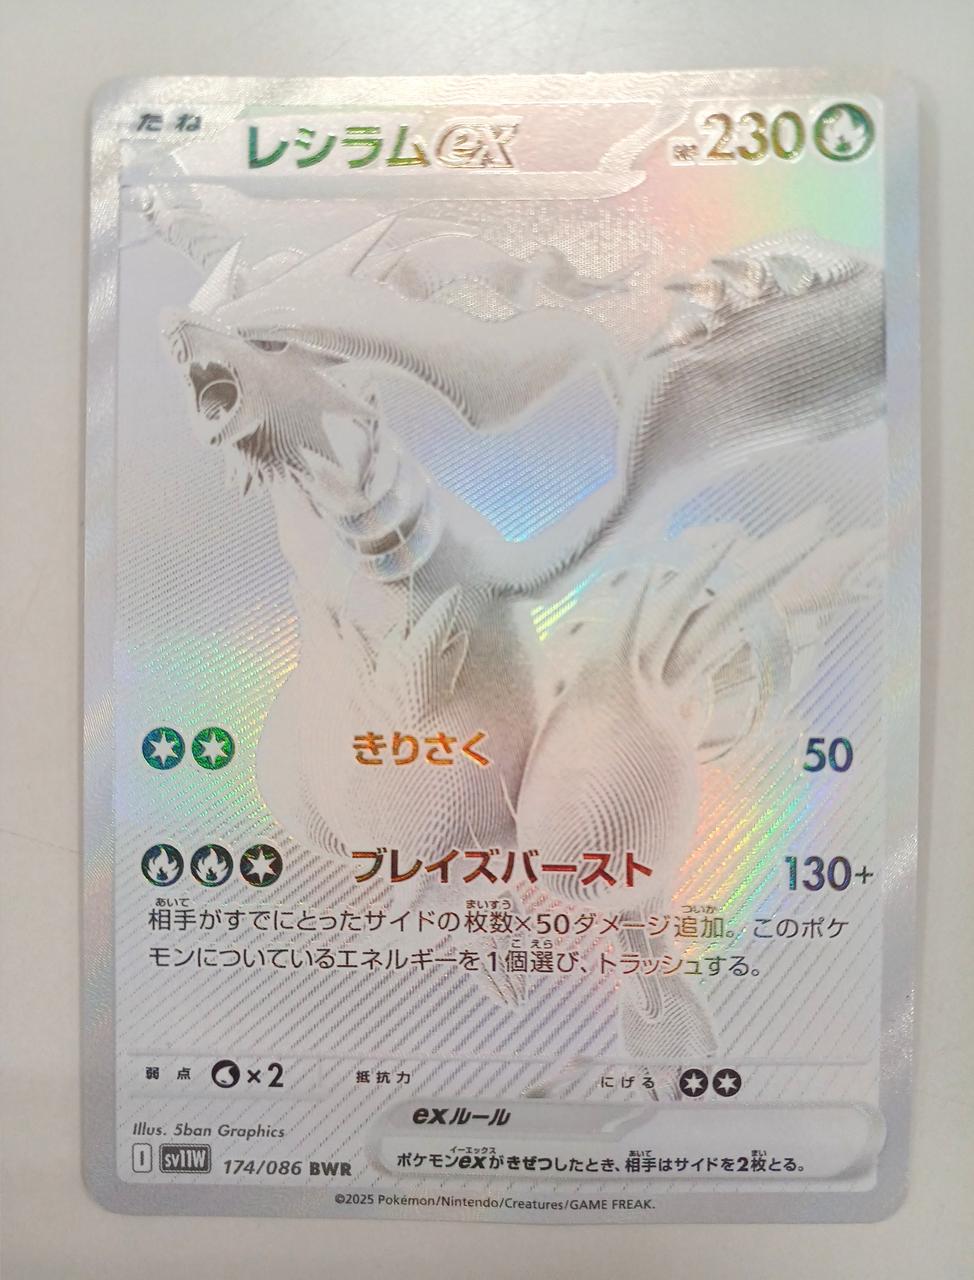 たね
レシラムex
HP 230
きりさく 50
ブレイズバースト 130+
相手がすでにとったサイドの枚数×50ダメージ追加。このポケ
モンについているエネルギーを1個選び、トラッシュする。
弱点 ×2 抵抗力 にげる
exルール
ポケモンexがきぜつしたとき、相手はサイドを2枚とる。
Illus. 5ban Graphics
I SV11W 174/086 BWR
©2025 Pokémon/Nintendo/Creatures/GAME FREAK.